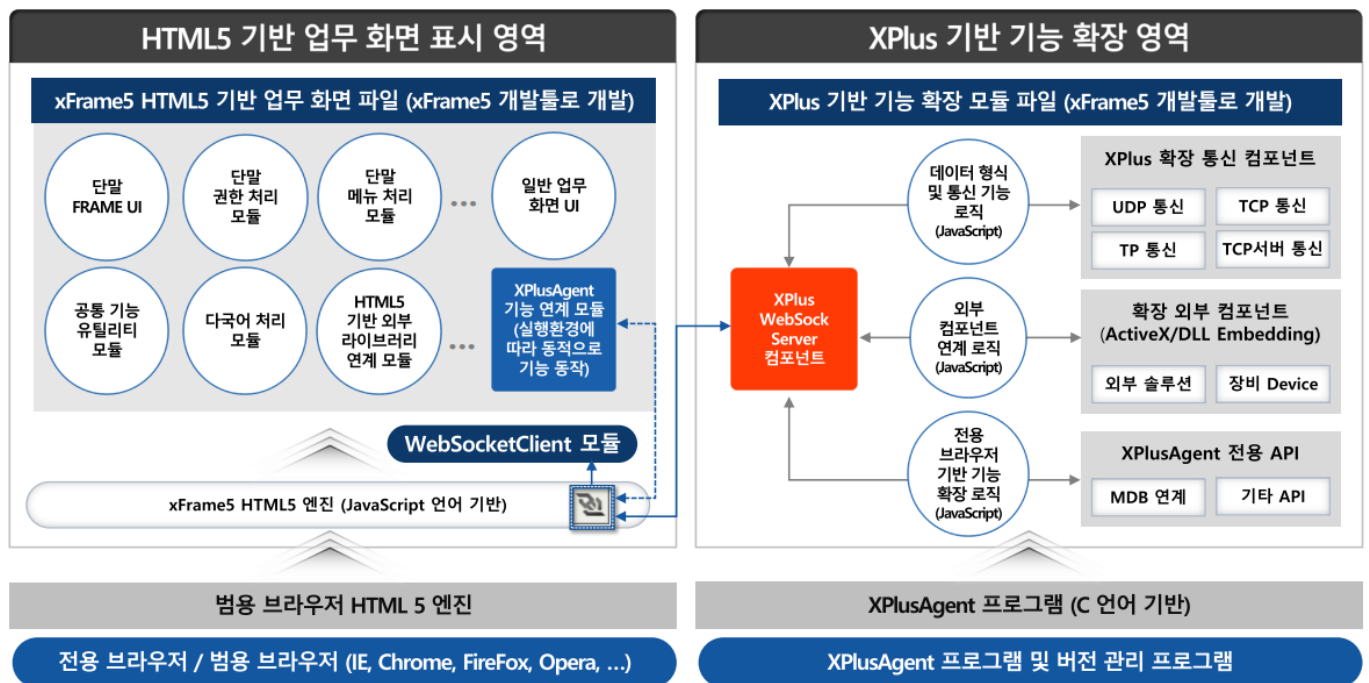 HTML5 기반 업무 화면 표시 영역
xFrame5 HTML5 기반 업무 화면 파일 (xFrame5 개발툴로 개발)
단말
FRAME UI
단말
권한 처리
모듈
단말
메뉴 처리
모듈
...
일반 업무
화면 UI
공통 기능
유틸리티
모듈
다국어 처리
모듈
HTML5
기반 외부
라이브러리
연계 모듈
...
XPlusAgent
기능 연계 모듈
(실행환경에
따라 동적으로
기능 동작)
WebSocketClient 모듈
xFrame5 HTML5 엔진 (JavaScript 언어 기반)
범용 브라우저 HTML 5 엔진
전용 브라우저 / 범용 브라우저 (IE, Chrome, FireFox, Opera, ...)
XPlus 기반 기능 확장 영역
XPlus 기반 기능 확장 모듈 파일 (xFrame5 개발툴로 개발)
XPlus
WebSock
Server
컴포넌트
데이터 형식
및 통신 기능
로직
(JavaScript)
XPlus 확장 통신 컴포넌트
UDP 통신
TCP 통신
TP 통신
TCP서버 통신
외부
컴포넌트
연계 로직
(JavaScript)
확장 외부 컴포넌트
(ActiveX/DLL Embedding)
외부 솔루션
장비 Device
전용
브라우저
기반 기능
확장 로직
(JavaScript)
XPlusAgent 전용 API
MDB 연계
기타 API
XPlusAgent 프로그램 (C 언어 기반)
XPlusAgent 프로그램 및 버전 관리 프로그램